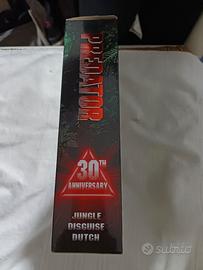 PREDATOR
30TH
ANNIVERSARY
JUNGLE
DISGUISE
DUTCH
subito